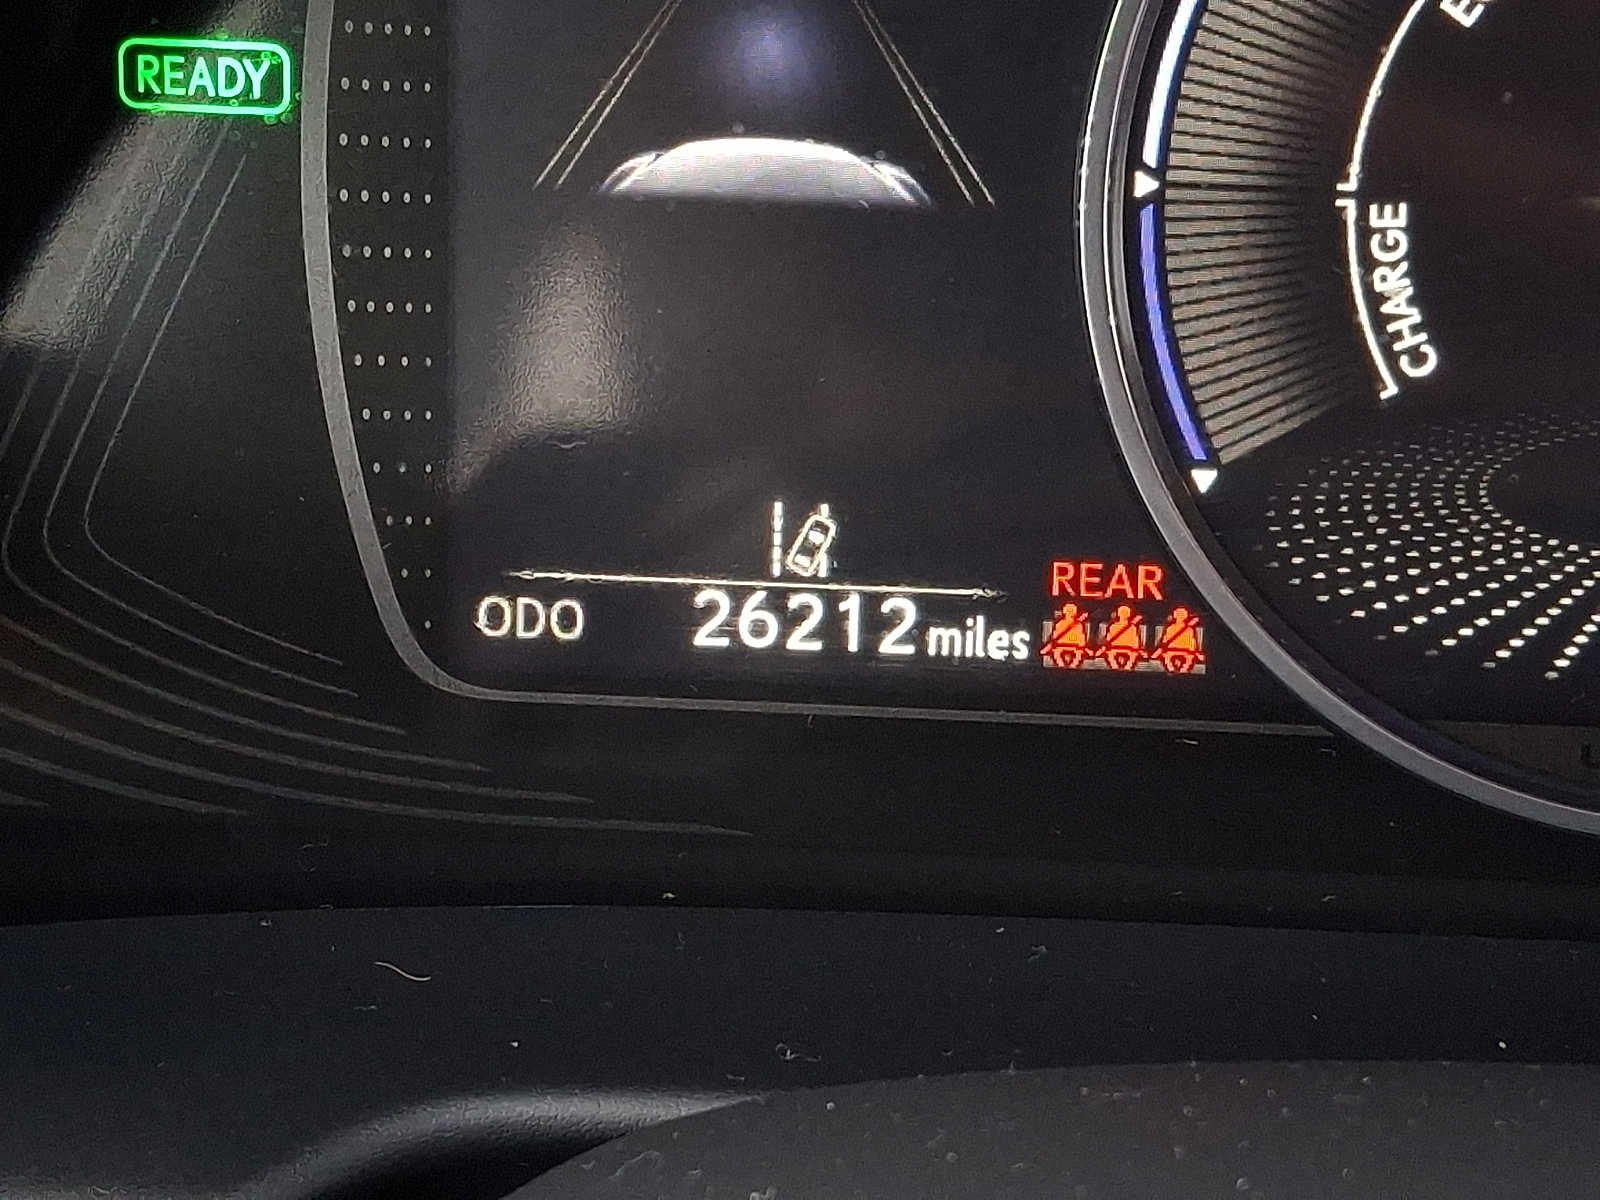 READY
CHARGE
REAR
ODO 26212 miles